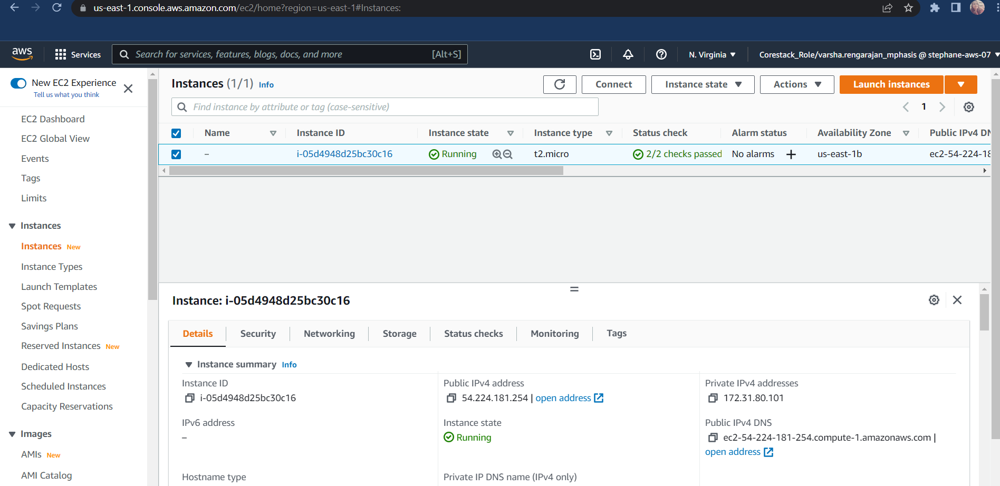 us-east-1.console.aws.amazon.com/ec2/home?region=us-east-1#Instances:
aws
Services
Search for services, features, blogs, docs, and more
[Alt+S]
N. Virginia
Corestack_Role/varsha.rengarajan_mphasis @ stephane-aws-07
New EC2 Experience
Tell us what you think
EC2 Dashboard
EC2 Global View
Events
Tags
Limits
Instances
Instances New
Instance Types
Launch Templates
Spot Requests
Savings Plans
Reserved Instances New
Dedicated Hosts
Scheduled Instances
Capacity Reservations
Images
AMIs New
AMI Catalog
Instances (1/1) Info
Connect
Instance state
Actions
Launch instances
Find instance by attribute or tag (case-sensitive)
1
Name Instance ID Instance state Instance type Status check Alarm status Availability Zone Public IPv4 DN
– i-05d4948d25bc30c16 Running t2.micro 2/2 checks passed No alarms us-east-1b ec2-54-224-18
Instance: i-05d4948d25bc30c16
Details Security Networking Storage Status checks Monitoring Tags
Instance summary Info
Instance ID
i-05d4948d25bc30c16
Public IPv4 address
54.224.181.254 | open address
Private IPv4 addresses
172.31.80.101
IPv6 address
–
Instance state
Running
Public IPv4 DNS
ec2-54-224-181-254.compute-1.amazonaws.com |
open address
Hostname type
Private IP DNS name (IPv4 only)